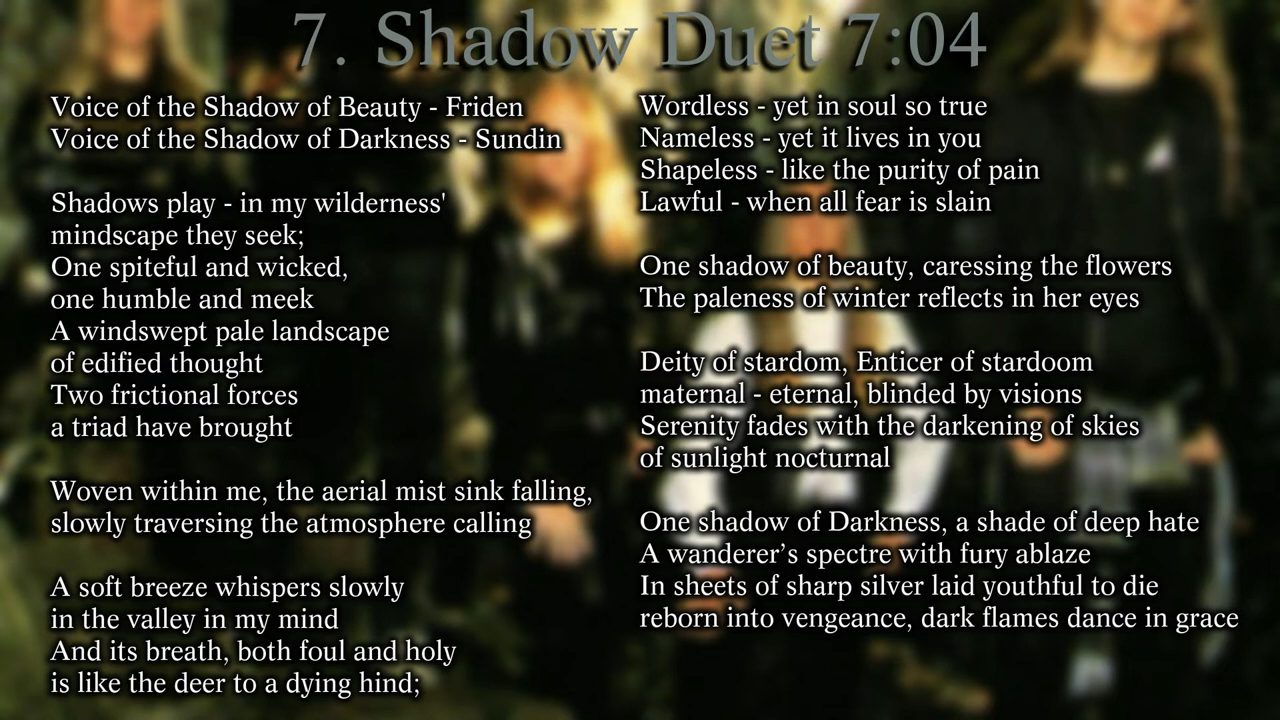 7. Shadow Duet 7:04
Voice of the Shadow of Beauty - Friden
Voice of the Shadow of Darkness - Sundin
Shadows play - in my wilderness'
mindscape they seek;
One spiteful and wicked,
one humble and meek
A windswept pale landscape
of edified thought
Two frictional forces
a triad have brought
Woven within me, the aerial mist sink falling,
slowly traversing the atmosphere calling
A soft breeze whispers slowly
in the valley in my mind
And its breath, both foul and holy
is like the deer to a dying hind;
Wordless - yet in soul so true
Nameless - yet it lives in you
Shapeless - like the purity of pain
Lawful - when all fear is slain
One shadow of beauty, caressing the flowers
The paleness of winter reflects in her eyes
Deity of stardom, Enticer of stardoom
maternal - eternal, blinded by visions
Serenity fades with the darkening of skies
of sunlight nocturnal
One shadow of Darkness, a shade of deep hate
A wanderer’s spectre with fury ablaze
In sheets of sharp silver laid youthful to die
reborn into vengeance, dark flames dance in grace